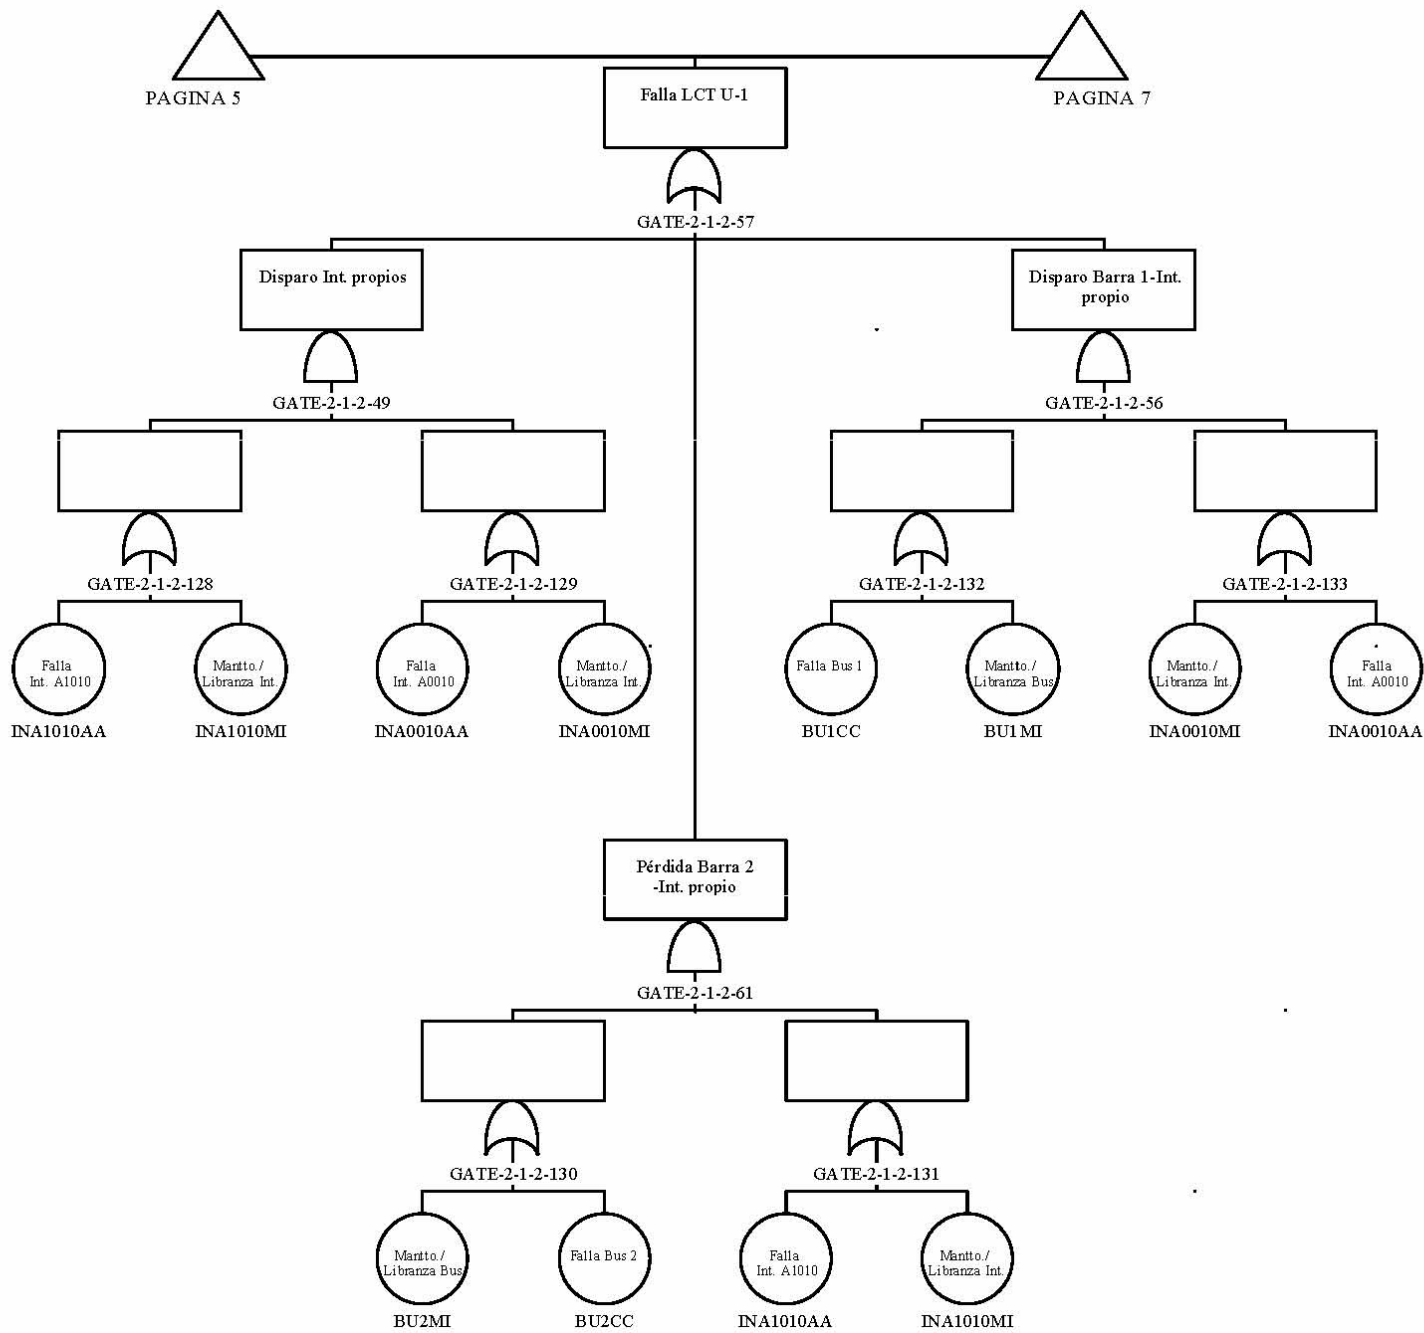 PAGINA 5
PAGINA 7
Falla LCT U-1
GATE-2-1-2-57
Disparo Int. propios
Disparo Barra 1-Int.
propio
GATE-2-1-2-49
GATE-2-1-2-56
GATE-2-1-2-128
GATE-2-1-2-129
GATE-2-1-2-132
GATE-2-1-2-133
Falla
Int. A1010
Mantto./
Libranza Int.
Falla
Int. A0010
Mantto./
Libranza Int.
Falla Bus 1
Mantto./
Libranza Bus
Mantto./
Libranza Int.
Falla
Int. A0010
INA1010AA
INA1010MI
INA0010AA
INA0010MI
BU1CC
BU1MI
INA0010MI
INA0010AA
Pérdida Barra 2
-Int. propio
GATE-2-1-2-61
GATE-2-1-2-130
GATE-2-1-2-131
Mantto./
Libranza Bus
Falla Bus 2
Falla
Int. A1010
Mantto./
Libranza Int.
BU2MI
BU2CC
INA1010AA
INA1010MI